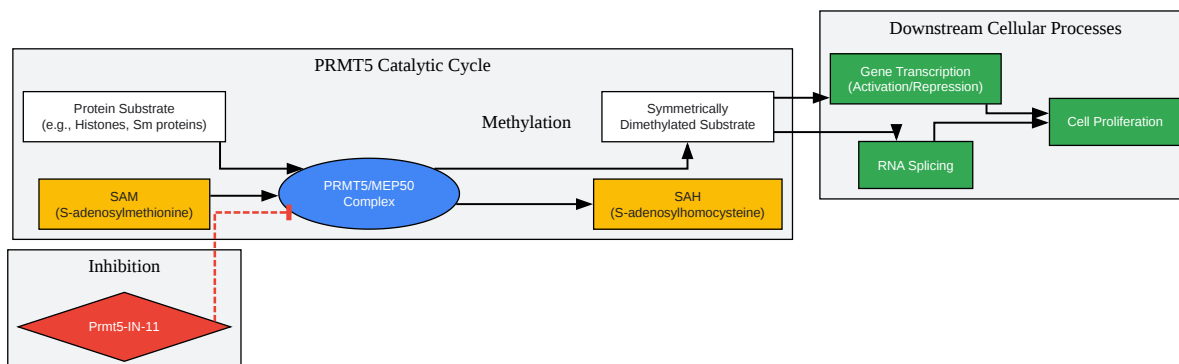 Downstream Cellular Processes
PRMT5 Catalytic Cycle
Gene Transcription
(Activation/Repression)
Protein Substrate
(e.g., Histones, Sm proteins)
Methylation
Symmetrically
Dimethylated Substrate
Cell Proliferation
RNA Splicing
SAM
(S-adenosylmethionine)
PRMT5/MEP50
Complex
SAH
(S-adenosylhomocysteine)
Inhibition
Prmt5-IN-11